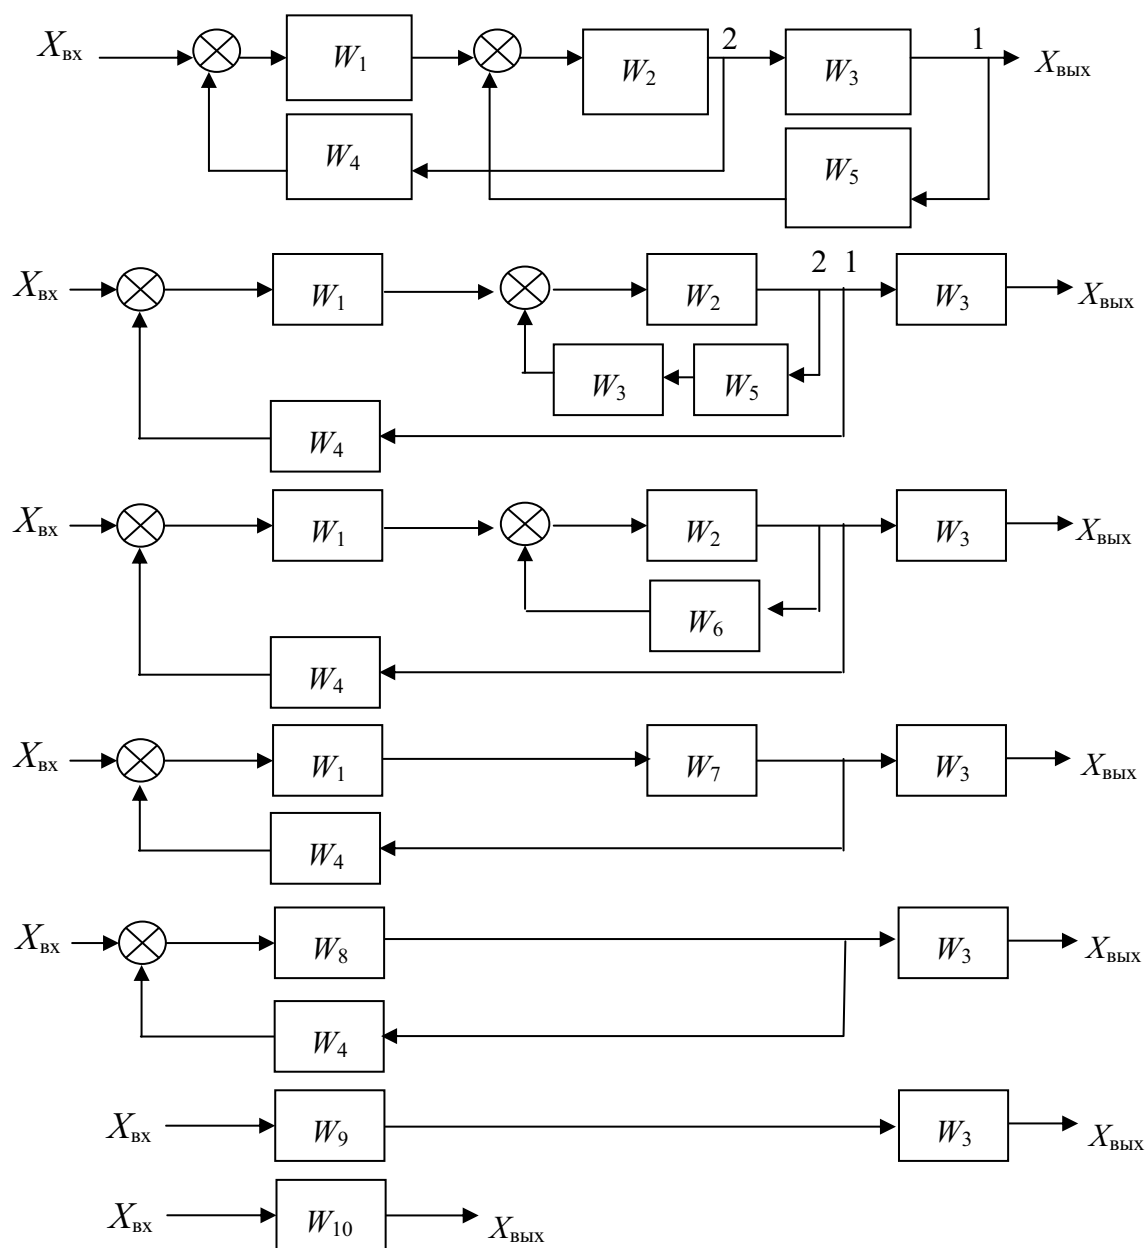 Xвх W1 W2 2 W3 1 Xвых
W4 W5
Xвх W1 W2 2 1 W3 Xвых
W3 W5
W4
Xвх W1 W2 W3 Xвых
W6
W4
Xвх W1 W7 W3 Xвых
W4
Xвх W8 W3 Xвых
W4
Xвх W9 W3 Xвых
Xвх W10 Xвых